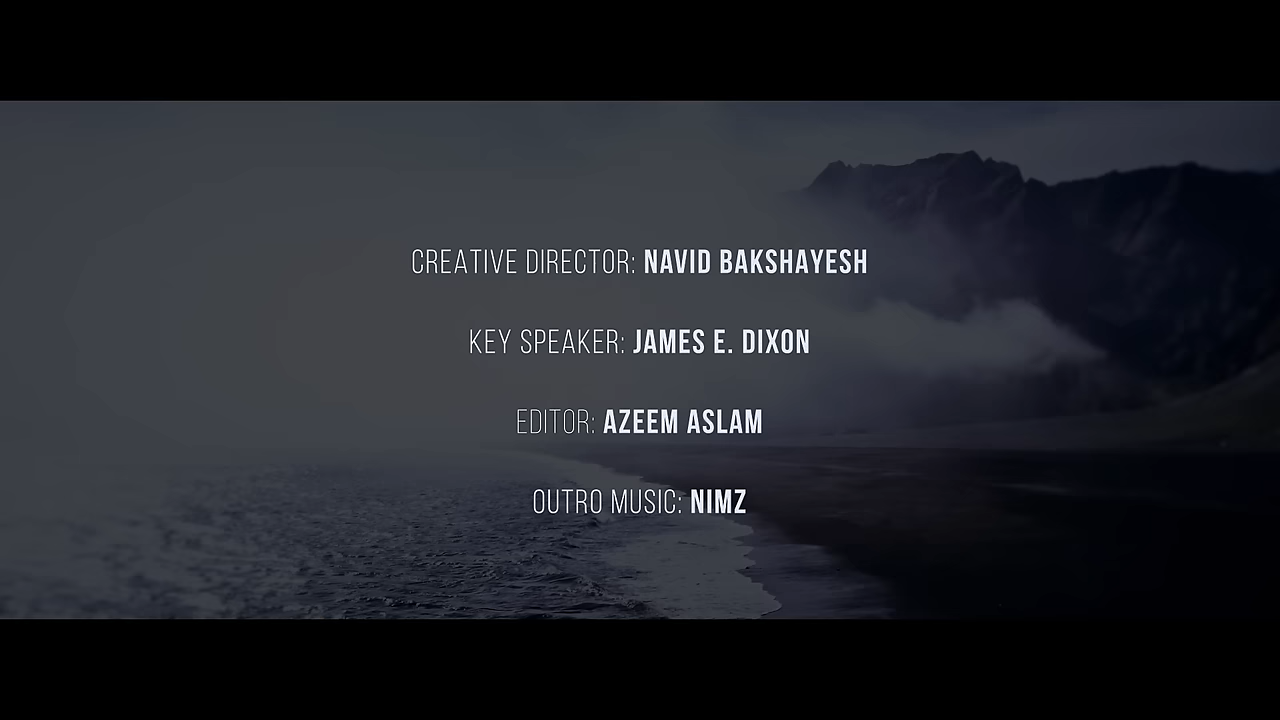 CREATIVE DIRECTOR: NAVID BAKSHAYESH
KEY SPEAKER: JAMES E. DIXON
EDITOR: AZEEM ASLAM
OUTRO MUSIC: NIMZ